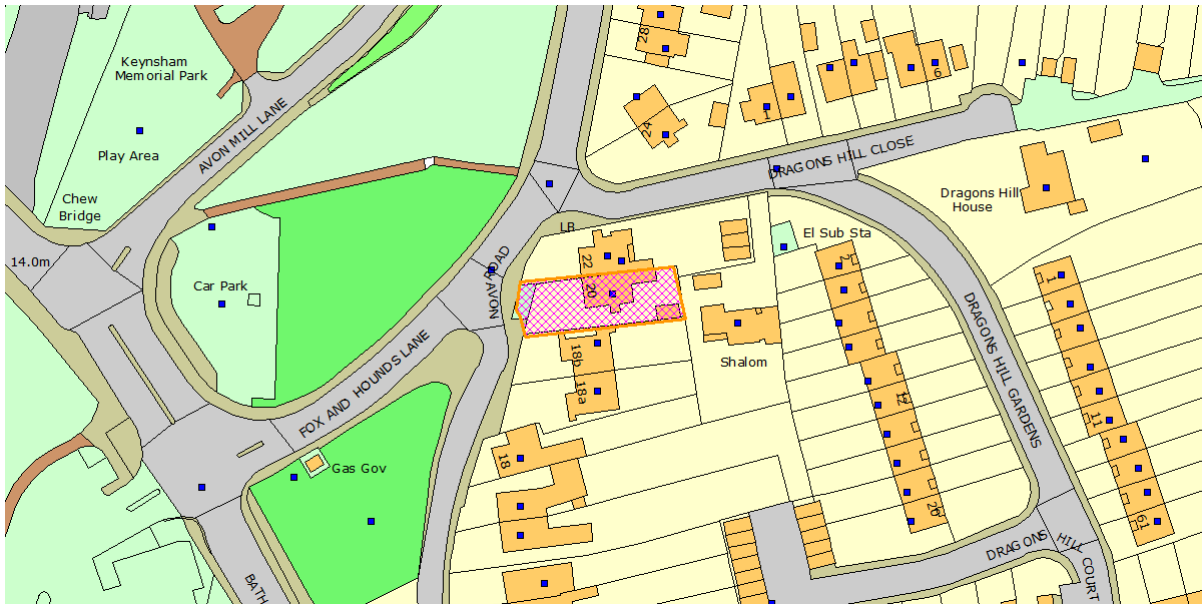 28
Keynsham
Memorial Park
6
1
24
AVON MILL LANE
Play Area
DRAGONS HILL CLOSE
Chew
Bridge
Dragons Hill
House
LB
El Sub Sta
14.0m
22
2
Car Park
20
AVON
ROAD
1
DRAGONS HILL GARDENS
18b
Shalom
18a
12
FOX AND HOUNDS LANE
11
18
Gas Gov
26
61
DRAGONS
HILL
COURT
BATH